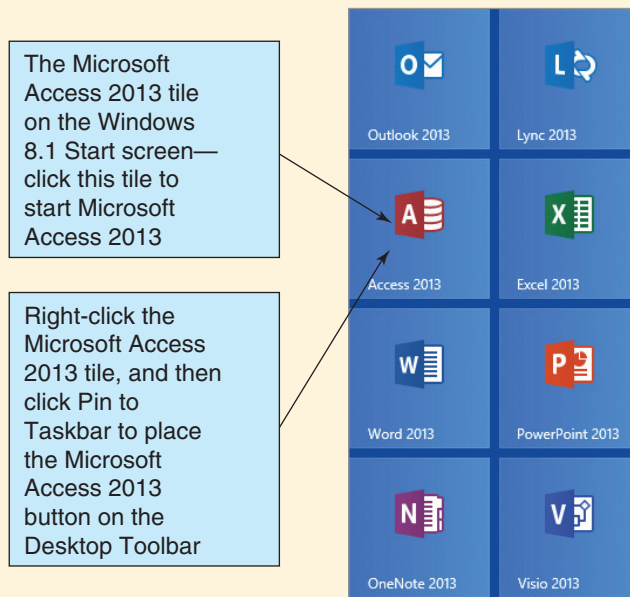 The Microsoft
Access 2013 tile
on the Windows
8.1 Start screen—
click this tile to
start Microsoft
Access 2013
Right-click the
Microsoft Access
2013 tile, and then
click Pin to
Taskbar to place
the Microsoft
Access 2013
button on the
Desktop Toolbar
O
Outlook 2013
L
Lync 2013
A
Access 2013
X
Excel 2013
W
Word 2013
P
PowerPoint 2013
N
OneNote 2013
V
Visio 2013